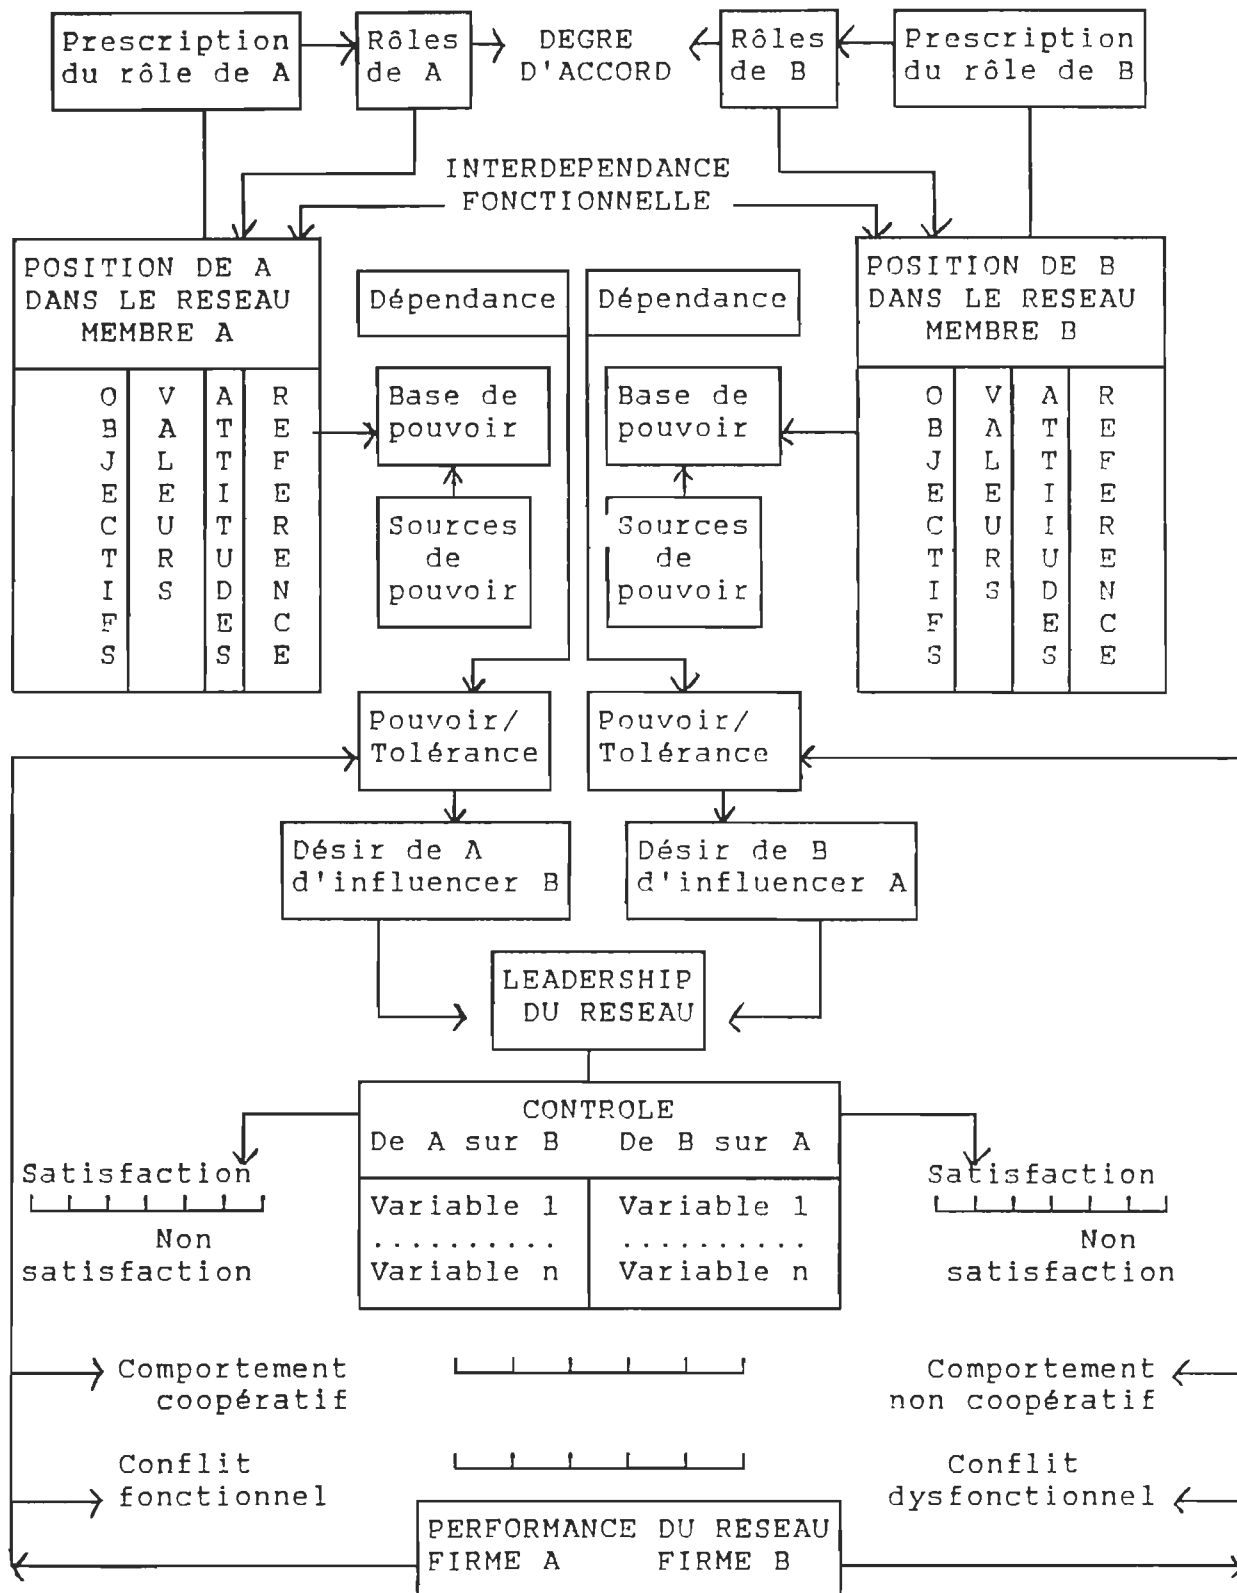 Prescription
du rôle de A
Rôles
de A
DEGRE
D'ACCORD
Rôles
de B
Prescription
du rôle de B
INTERDEPENDANCE
FONCTIONNELLE
POSITION DE A
DANS LE RESEAU
MEMBRE A
OBJECTIFS
VALEURS
ATTITUDES
REFERENCE
Dépendance
Dépendance
Base de
pouvoir
Base de
pouvoir
Sources
de
pouvoir
Sources
de
pouvoir
POSITION DE B
DANS LE RESEAU
MEMBRE B
OBJECTIFS
VALEURS
ATTIIUDES
REFERENCE
Pouvoir/
Tolérance
Pouvoir/
Tolérance
Désir de A
d'influencer B
Désir de B
d'influencer A
LEADERSHIP
DU RESEAU
CONTROLE
De A sur B De B sur A
Variable 1 Variable 1
.......... ..........
Variable n Variable n
Satisfaction
Non
satisfaction
Satisfaction
Non
satisfaction
Comportement
coopératif
Comportement
non coopératif
Conflit
fonctionnel
Conflit
dysfonctionnel
PERFORMANCE DU RESEAU
FIRME A FIRME B